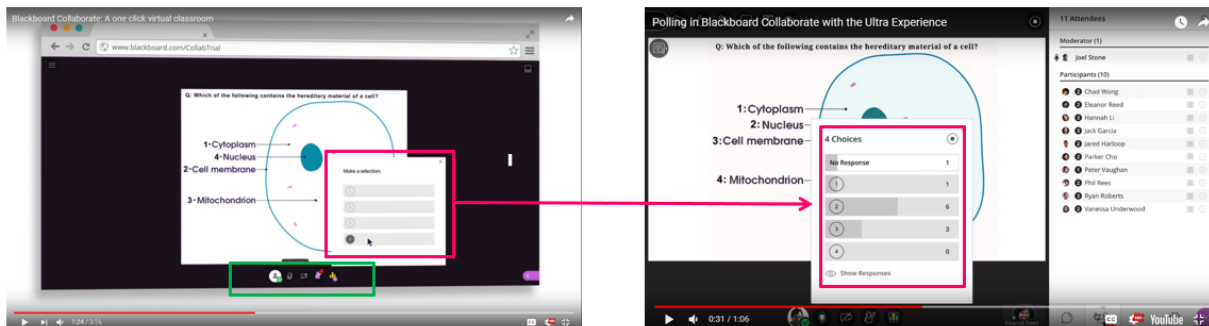 Blackboard Collaborate: A one click virtual classroom
www.blackboard.com/CollabTrial
Q: Which of the following contains the hereditary material of a cell?
1-Cytoplasm
4-Nucleus
2-Cell membrane
3-Mitochondrion
Make a selection:
1:24 / 3:16
Polling in Blackboard Collaborate with the Ultra Experience
Q: Which of the following contains the hereditary material of a cell?
1: Cytoplasm
2: Nucleus
3: Cell membrane
4: Mitochondrion
4 Choices
No Response 1
1 1
2 6
3 3
4 0
Show Responses
0:31 / 1:06
CC
YouTube
11 Attendees
Moderator (1)
Joel Stone
Participants (10)
Chad Wong
Eleanor Reed
Hannah Li
Jack Garcia
Jared Harloop
Parker Cho
Peter Vaughan
Phil Rees
Ryan Roberts
Vanessa Underwood